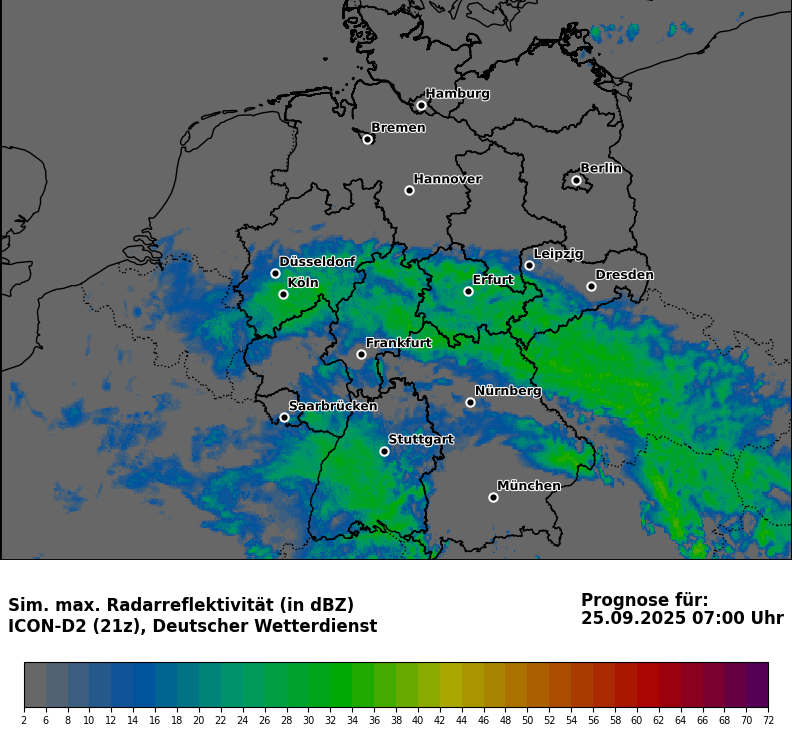 Hamburg
Bremen
Berlin
Hannover
Leipzig
Düsseldorf
Dresden
Köln
Erfurt
Frankfurt
Nürnberg
Saarbrücken
Stuttgart
München
Sim. max. Radarreflektivität (in dBZ)
ICON-D2 (21z), Deutscher Wetterdienst
Prognose für:
25.09.2025 07:00 Uhr
2 6 8 10 12 14 16 18 20 22 24 26 28 30 32 34 36 38 40 42 44 46 48 50 52 54 56 58 60 62 64 66 68 70 72